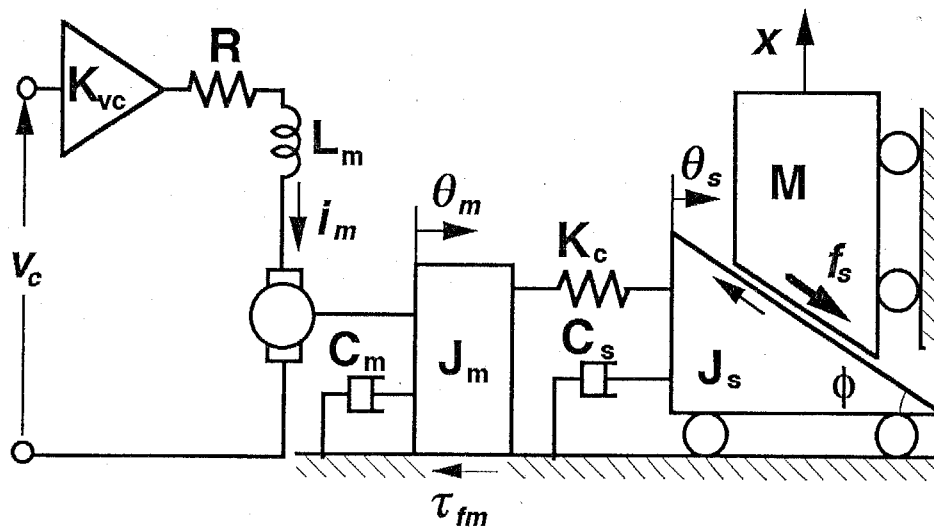 K_vc
R
L_m
i_m
v_c
θ_m
K_c
θ_s
x
M
f_s
C_m
J_m
C_s
J_s
ϕ
τ_fm